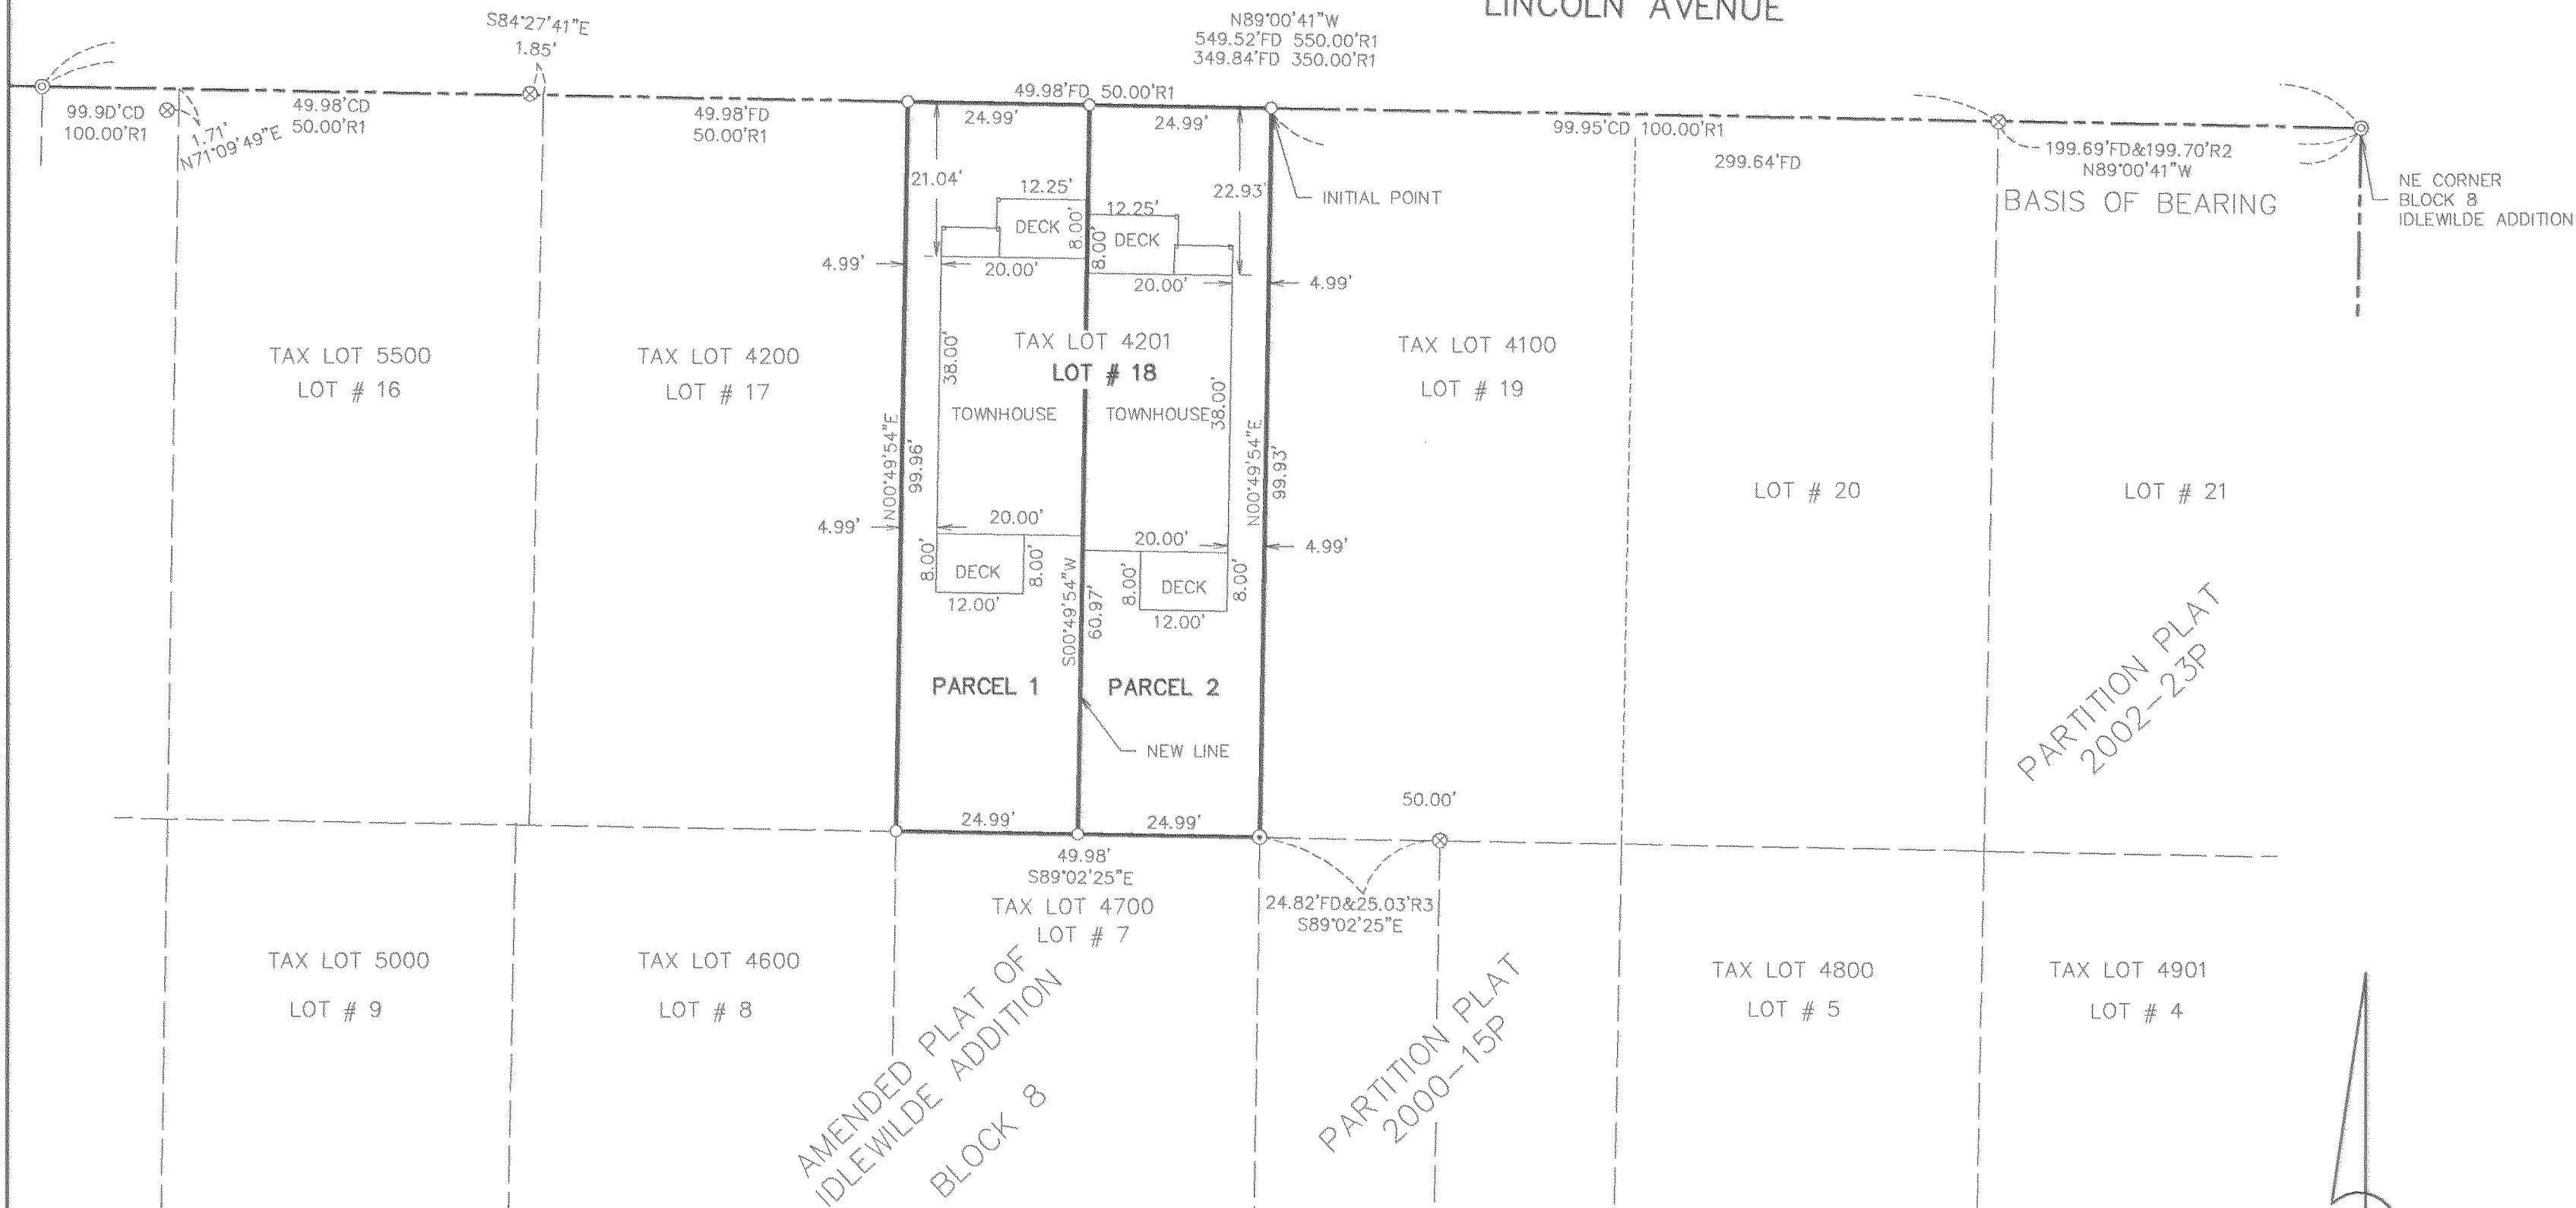 LINCOLN AVENUE
S84°27'41"E
1.85'
N89°00'41"W
549.52'FD 550.00'R1
349.84'FD 350.00'R1
99.9D'CD
100.00'R1
1.71'
N71°09'49"E
49.98'CD
50.00'R1
49.98'FD
50.00'R1
49.98'FD 50.00'R1
24.99'
24.99'
99.95'CD 100.00'R1
299.64'FD
199.69'FD&199.70'R2
N89°00'41"W
BASIS OF BEARING
NE CORNER
BLOCK 8
IDLEWILDE ADDITION
INITIAL POINT
21.04'
12.25'
DECK
8.00'
20.00'
4.99'
22.93'
12.25'
DECK
8.00'
20.00'
4.99'
TAX LOT 5500
LOT # 16
TAX LOT 4200
LOT # 17
TAX LOT 4201
LOT # 18
TAX LOT 4100
LOT # 19
38.00'
TOWNHOUSE
TOWNHOUSE
38.00'
N00°49'54"E
99.96'
N00°49'54"E
99.93'
LOT # 20
LOT # 21
4.99'
20.00'
20.00'
4.99'
8.00'
DECK
8.00'
12.00'
S00°49'54"W
60.97'
8.00'
DECK
8.00'
12.00'
PARCEL 1
PARCEL 2
NEW LINE
PARTITION PLAT
2002-23P
24.99'
24.99'
50.00'
49.98'
S89°02'25"E
TAX LOT 4700
LOT # 7
24.82'FD&25.03'R3
S89°02'25"E
TAX LOT 5000
LOT # 9
TAX LOT 4600
LOT # 8
TAX LOT 4800
LOT # 5
TAX LOT 4901
LOT # 4
AMENDED PLAT OF
IDLEWILDE ADDITION
BLOCK 8
PARTITION PLAT
2000-15P